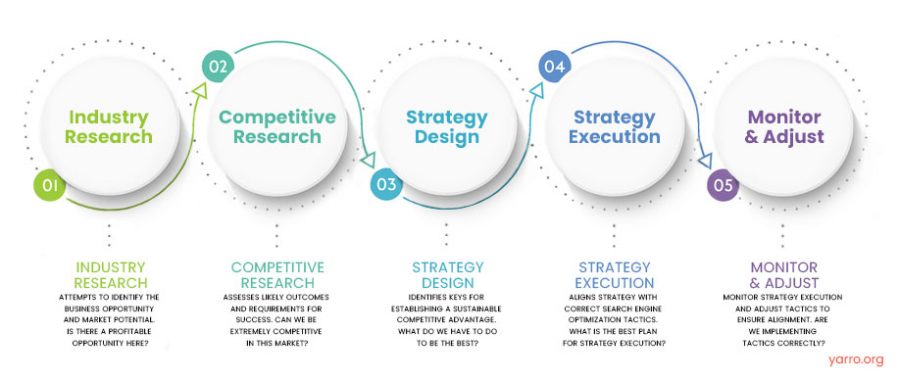 01
Industry
Research
02
Competitive
Research
03
Strategy
Design
04
Strategy
Execution
05
Monitor
& Adjust
INDUSTRY
RESEARCH
ATTEMPTS TO IDENTIFY THE
BUSINESS OPPORTUNITY
AND MARKET POTENTIAL.
IS THERE A PROFITABLE
OPPORTUNITY HERE?
COMPETITIVE
RESEARCH
ASSESSES LIKELY OUTCOMES
AND REQUIREMENTS FOR
SUCCESS. CAN WE BE
EXTREMELY COMPETITIVE
IN THIS MARKET?
STRATEGY
DESIGN
IDENTIFIES KEYS FOR
ESTABLISHING A SUSTAINABLE
COMPETITIVE ADVANTAGE.
WHAT DO WE HAVE TO DO
TO BE THE BEST?
STRATEGY
EXECUTION
ALIGNS STRATEGY WITH
CORRECT SEARCH ENGINE
OPTIMIZATION TACTICS.
WHAT IS THE BEST PLAN
FOR STRATEGY EXECUTION?
MONITOR
& ADJUST
MONITOR STRATEGY EXECUTION
AND ADJUST TACTICS TO
ENSURE ALIGNMENT. ARE
WE IMPLEMENTING
TACTICS CORRECTLY?
yarro.org